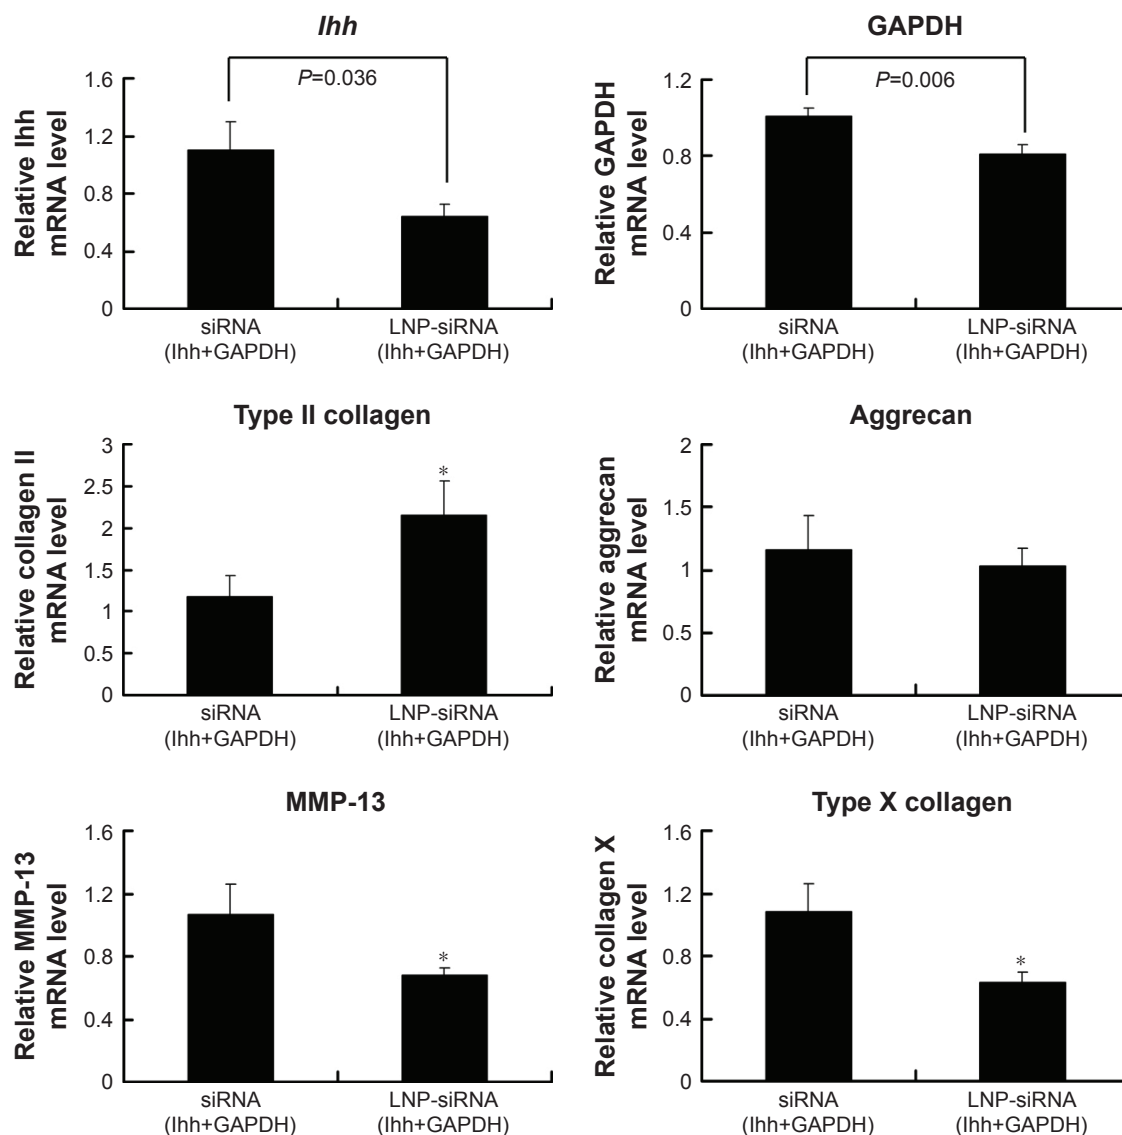 Ihh
Relative Ihh
mRNA level
1.6
1.2
0.8
0.4
0
P=0.036
siRNA
(Ihh+GAPDH)
LNP-siRNA
(Ihh+GAPDH)
GAPDH
Relative GAPDH
mRNA level
1.2
1.0
0.8
0.4
0
P=0.006
siRNA
(Ihh+GAPDH)
LNP-siRNA
(Ihh+GAPDH)
Type II collagen
Relative collagen II
mRNA level
3
2.5
2
1.5
1
0.5
0
*
siRNA
(Ihh+GAPDH)
LNP-siRNA
(Ihh+GAPDH)
Aggrecan
Relative aggrecan
mRNA level
2
1.5
1
0.5
0
siRNA
(Ihh+GAPDH)
LNP-siRNA
(Ihh+GAPDH)
MMP-13
Relative MMP-13
mRNA level
1.6
1.2
0.8
0.4
0
*
siRNA
(Ihh+GAPDH)
LNP-siRNA
(Ihh+GAPDH)
Type X collagen
Relative collagen X
mRNA level
1.6
1.2
0.8
0.4
0
*
siRNA
(Ihh+GAPDH)
LNP-siRNA
(Ihh+GAPDH)